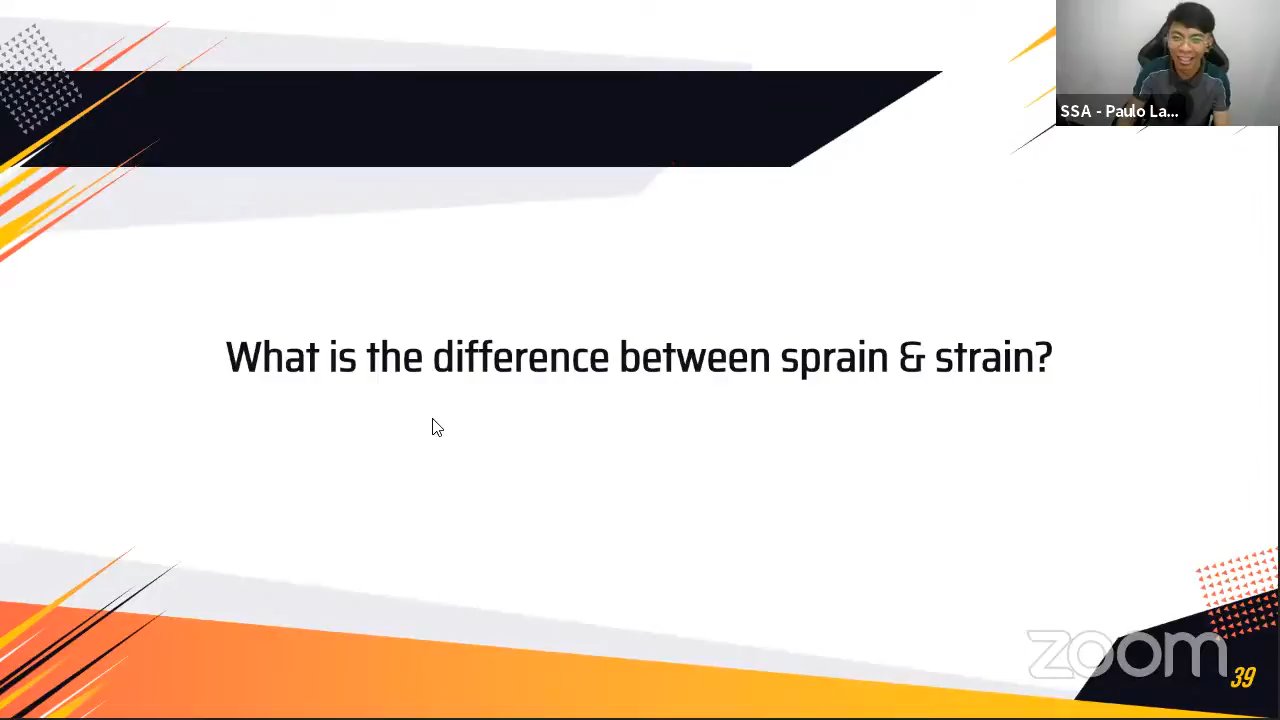 SSA - Paulo La...
What is the difference between sprain & strain?
zoom
39